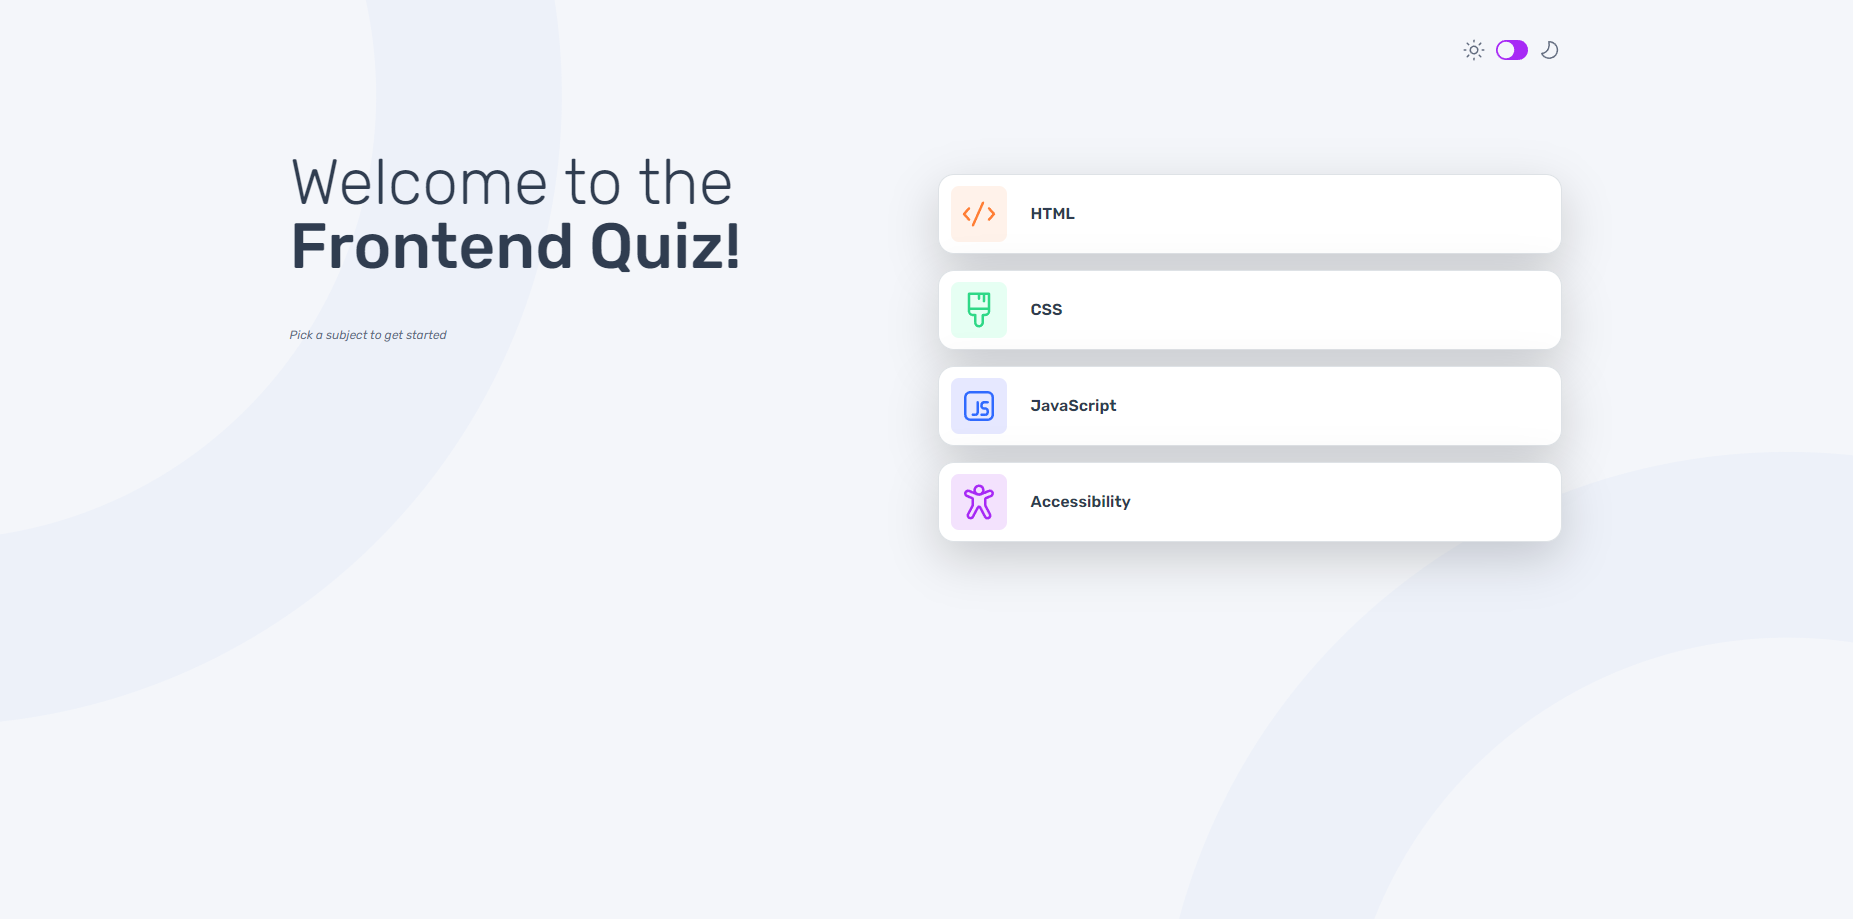 Welcome to the
Frontend Quiz!
Pick a subject to get started
</> HTML
CSS
JS JavaScript
Accessibility